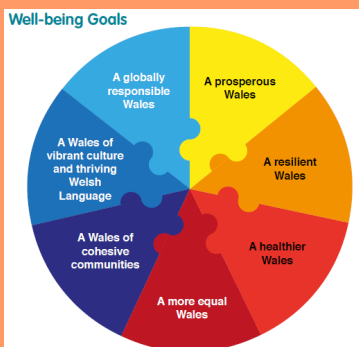 Well-being Goals
A globally
responsible
Wales
A prosperous
Wales
A resilient
Wales
A healthier
Wales
A more equal
Wales
A Wales of
cohesive
communities
A Wales of
vibrant culture
and thriving
Welsh
Language